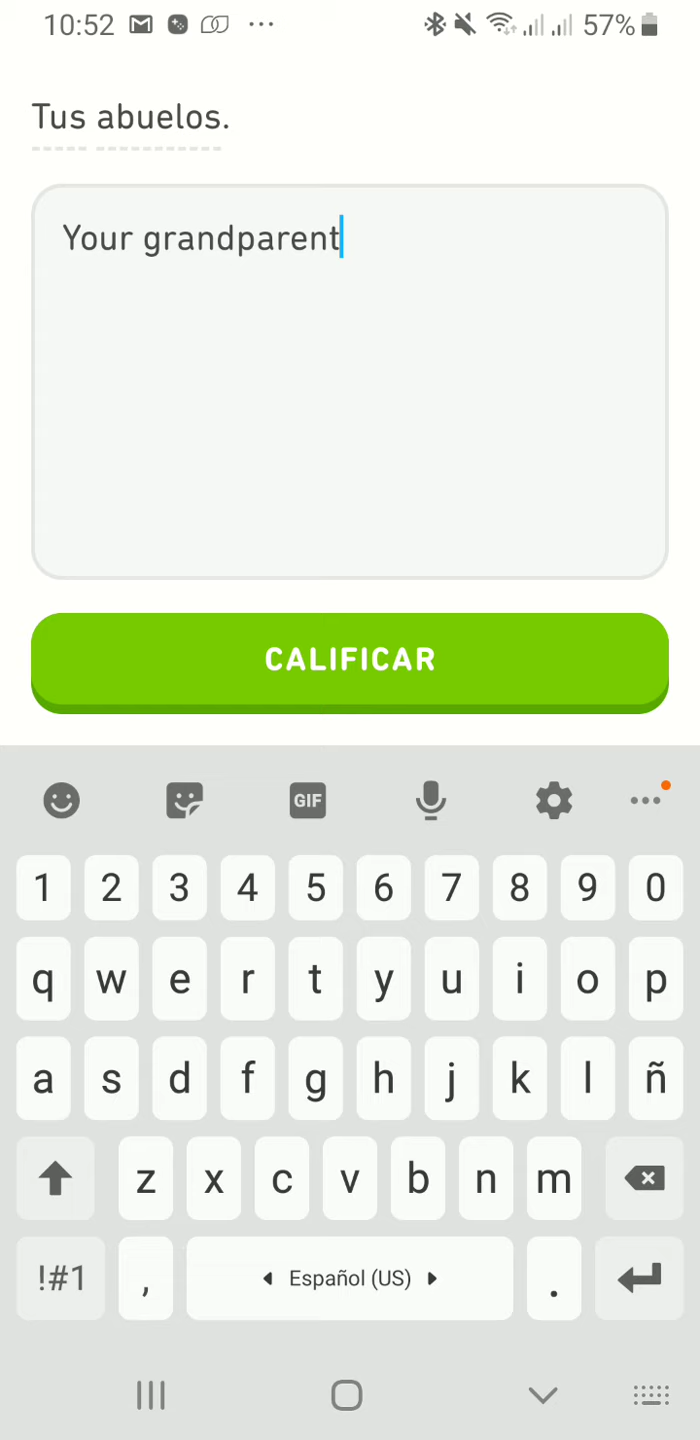 10:52 57%
Tus abuelos.
Your grandparent
CALIFICAR
GIF
1 2 3 4 5 6 7 8 9 0
q w e r t y u i o p
a s d f g h j k l ñ
z x c v b n m
!#1 , Español (US) .